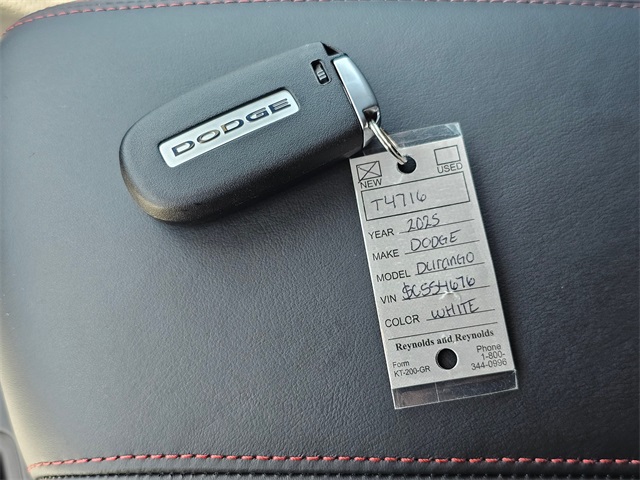 DODGE
NEW
USED
T4716
YEAR 2025
MAKE DODGE
MODEL DURANGO
VIN
COLOR WHITE
Reynolds and Reynolds
Form
KT-200-GR
Phone
1-800-
344-0996